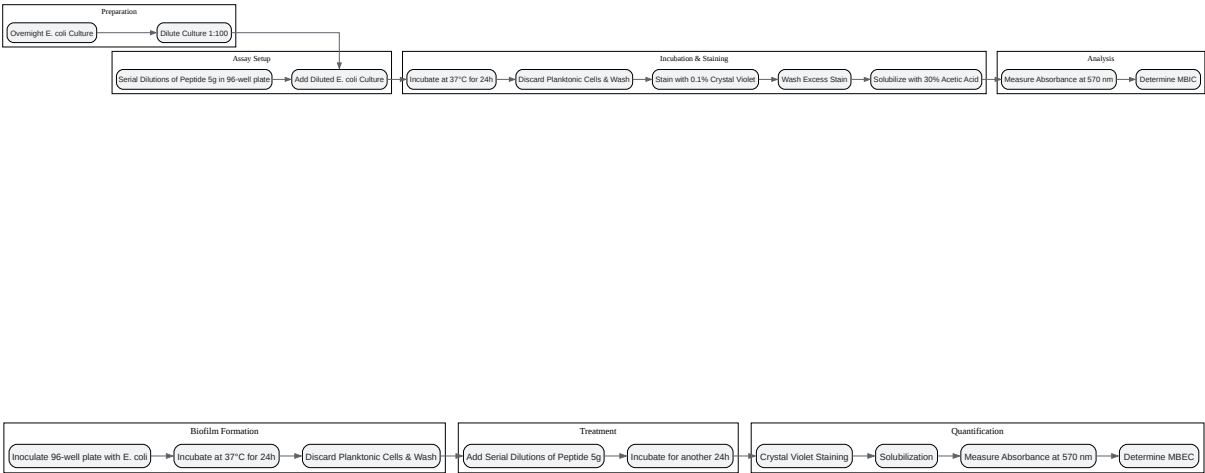 Preparation
Overnight E. coli Culture
Dilute Culture 1:100
Assay Setup
Serial Dilutions of Peptide 5g in 96-well plate
Add Diluted E. coli Culture
Incubation & Staining
Incubate at 37°C for 24h
Discard Planktonic Cells & Wash
Stain with 0.1% Crystal Violet
Wash Excess Stain
Solubilize with 30% Acetic Acid
Analysis
Measure Absorbance at 570 nm
Determine MBIC
Biofilm Formation
Inoculate 96-well plate with E. coli
Incubate at 37°C for 24h
Discard Planktonic Cells & Wash
Treatment
Add Serial Dilutions of Peptide 5g
Incubate for another 24h
Quantification
Crystal Violet Staining
Solubilization
Measure Absorbance at 570 nm
Determine MBEC